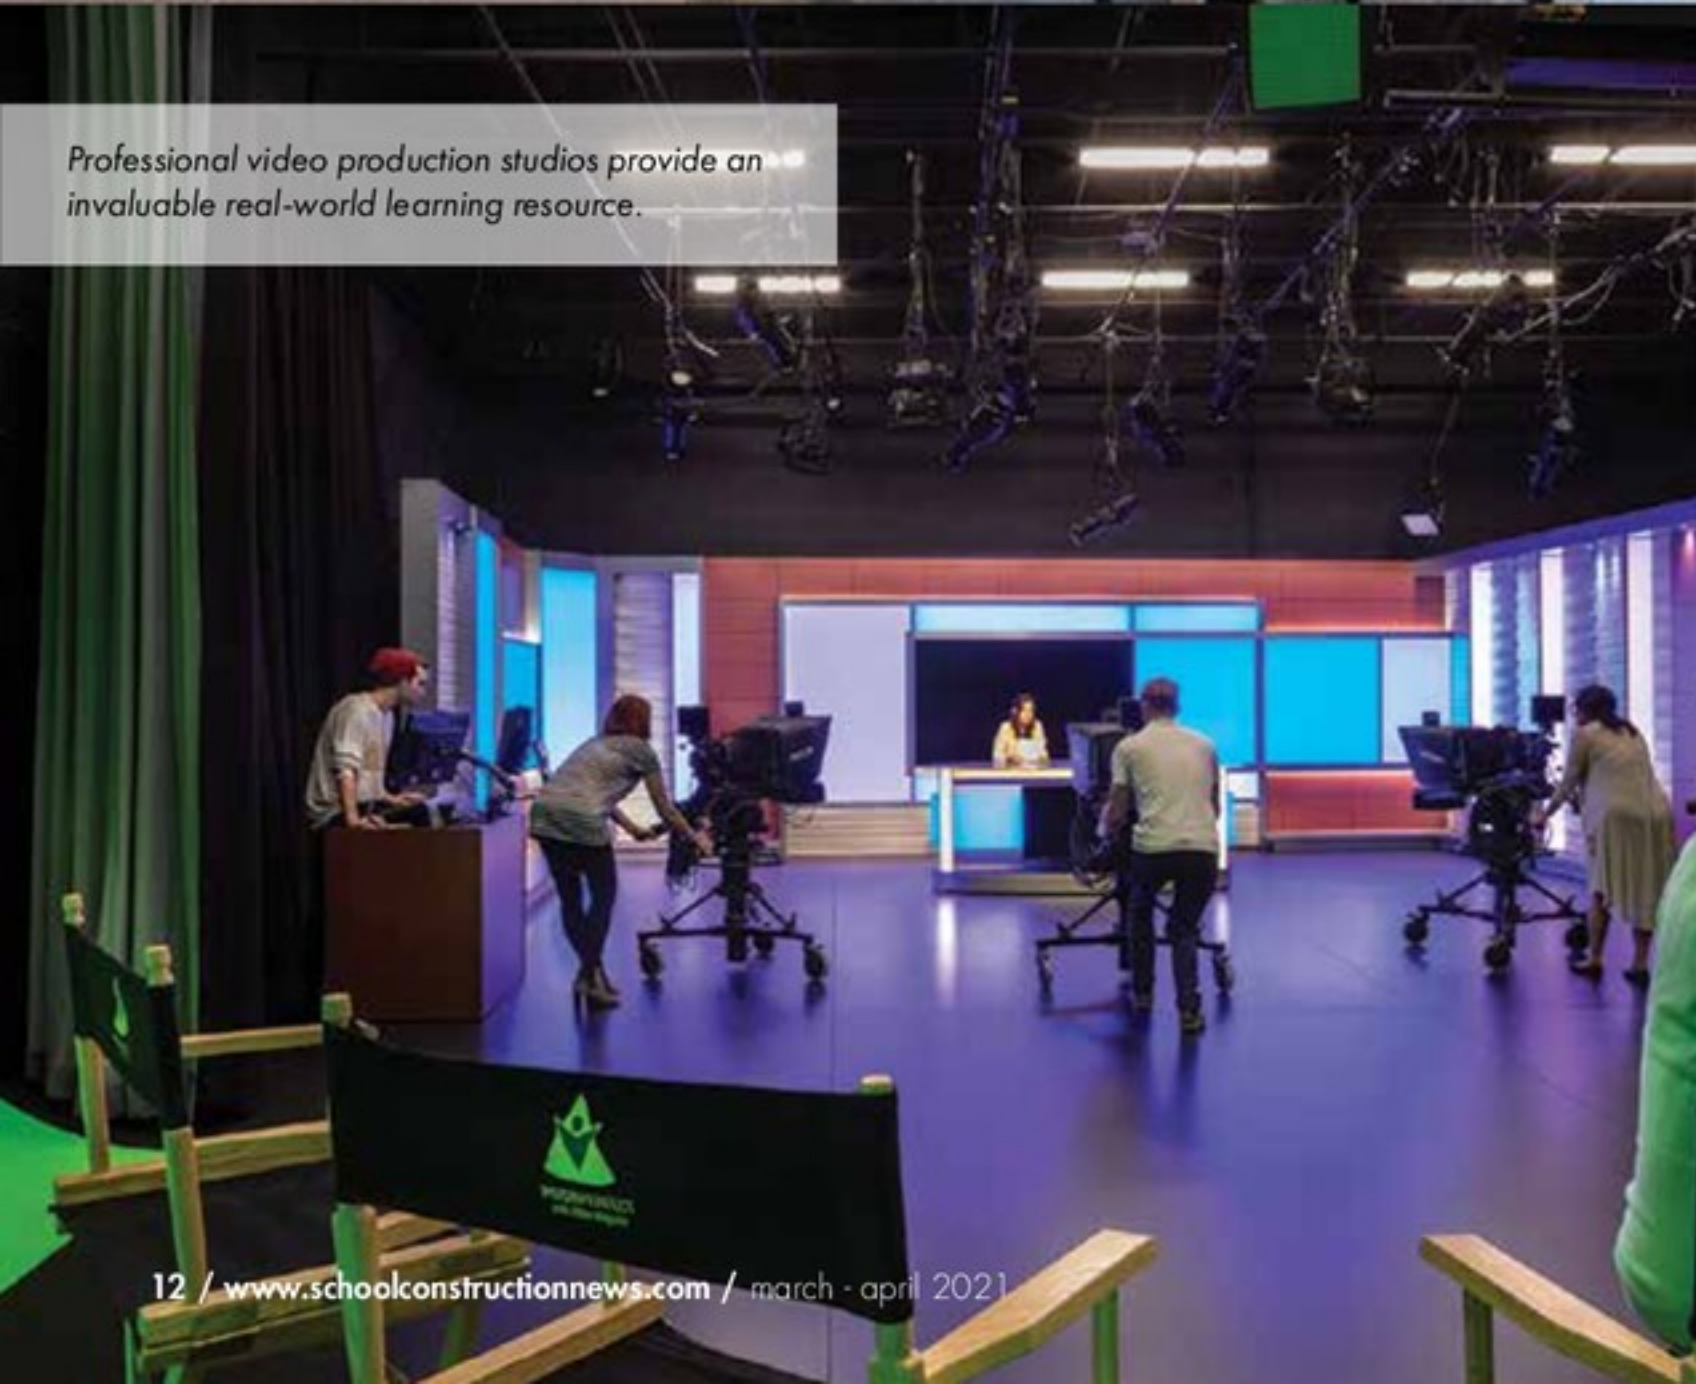 Professional video production studios provide an
invaluable real-world learning resource.
12 / www.schoolconstructionnews.com / march - april 2021